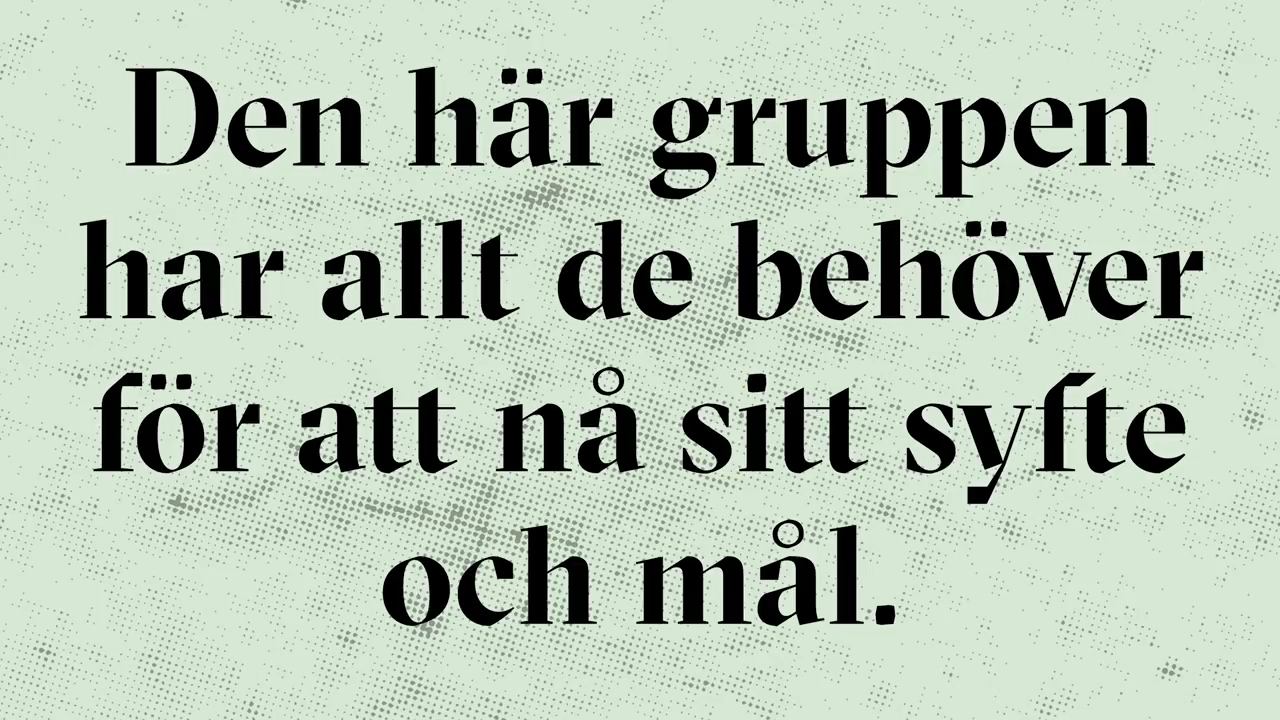 Den här gruppen
har allt de behöver
för att nå sitt syfte
och mål.